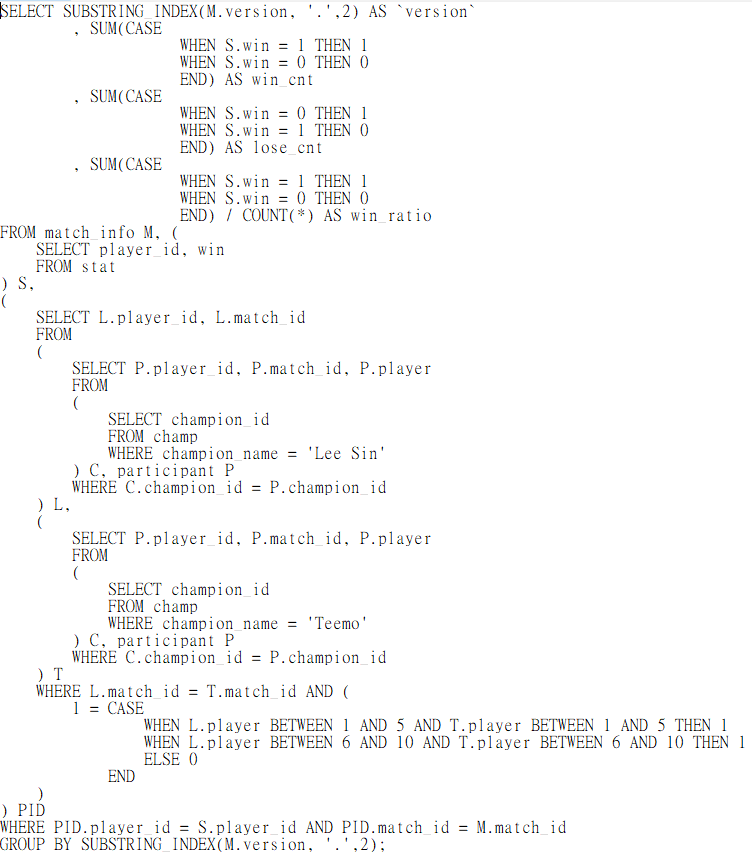 SELECT SUBSTRING_INDEX(M.version, '.',2) AS `version`
, SUM(CASE
WHEN S.win = 1 THEN 1
WHEN S.win = 0 THEN 0
END) AS win_cnt
, SUM(CASE
WHEN S.win = 0 THEN 1
WHEN S.win = 1 THEN 0
END) AS lose_cnt
, SUM(CASE
WHEN S.win = 1 THEN 1
WHEN S.win = 0 THEN 0
END) / COUNT(*) AS win_ratio
FROM match_info M, (
SELECT player_id, win
FROM stat
) S,
(
SELECT L.player_id, L.match_id
FROM
(
SELECT P.player_id, P.match_id, P.player
FROM
(
SELECT champion_id
FROM champ
WHERE champion_name = 'Lee Sin'
) C, participant P
WHERE C.champion_id = P.champion_id
) L,
(
SELECT P.player_id, P.match_id, P.player
FROM
(
SELECT champion_id
FROM champ
WHERE champion_name = 'Teemo'
) C, participant P
WHERE C.champion_id = P.champion_id
) T
WHERE L.match_id = T.match_id AND (
1 = CASE
WHEN L.player BETWEEN 1 AND 5 AND T.player BETWEEN 1 AND 5 THEN 1
WHEN L.player BETWEEN 6 AND 10 AND T.player BETWEEN 6 AND 10 THEN 1
ELSE 0
END
)
) PID
WHERE PID.player_id = S.player_id AND PID.match_id = M.match_id
GROUP BY SUBSTRING_INDEX(M.version, '.',2);